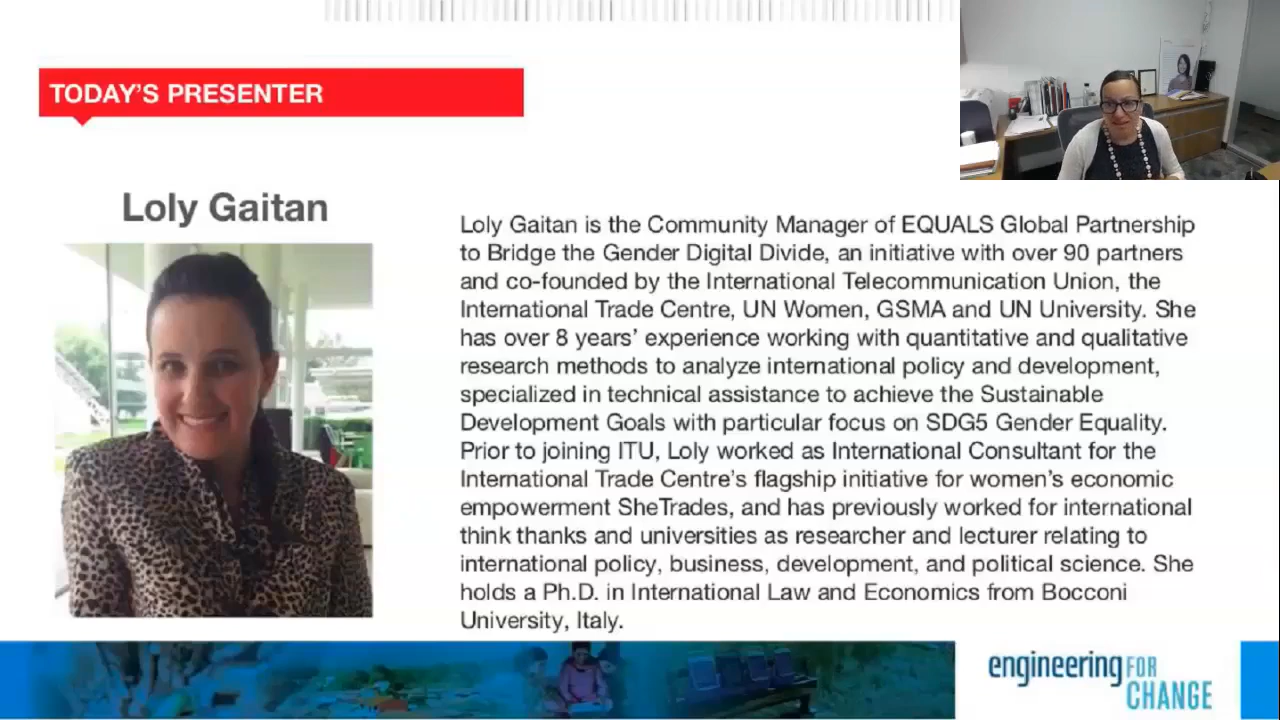 TODAY'S PRESENTER
Loly Gaitan
Loly Gaitan is the Community Manager of EQUALS Global Partnership
to Bridge the Gender Digital Divide, an initiative with over 90 partners
and co-founded by the International Telecommunication Union, the
International Trade Centre, UN Women, GSMA and UN University. She
has over 8 years' experience working with quantitative and qualitative
research methods to analyze international policy and development,
specialized in technical assistance to achieve the Sustainable
Development Goals with particular focus on SDG5 Gender Equality.
Prior to joining ITU, Loly worked as International Consultant for the
International Trade Centre's flagship initiative for women's economic
empowerment SheTrades, and has previously worked for international
think thanks and universities as researcher and lecturer relating to
international policy, business, development, and political science. She
holds a Ph.D. in International Law and Economics from Bocconi
University, Italy.
engineering FOR
CHANGE